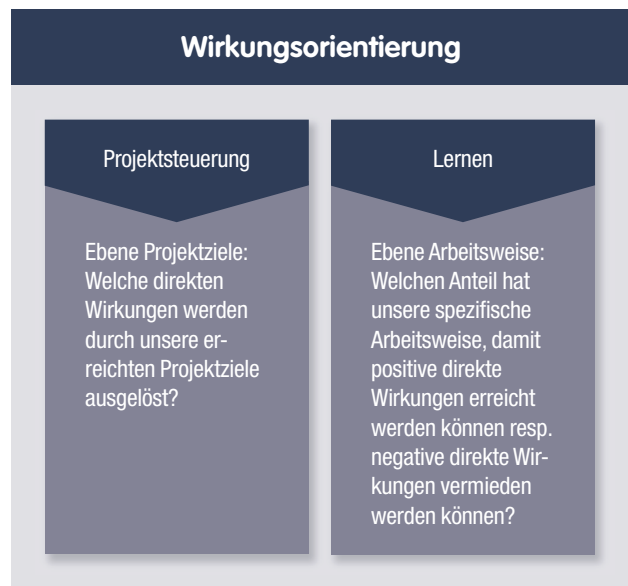 Wirkungsorientierung
Projektsteuerung
Ebene Projektziele:
Welche direkten
Wirkungen werden
durch unsere er-
reichten Projektziele
ausgelöst?
Lernen
Ebene Arbeitsweise:
Welchen Anteil hat
unsere spezifische
Arbeitsweise, damit
positive direkte
Wirkungen erreicht
werden können resp.
negative direkte Wir-
kungen vermieden
werden können?